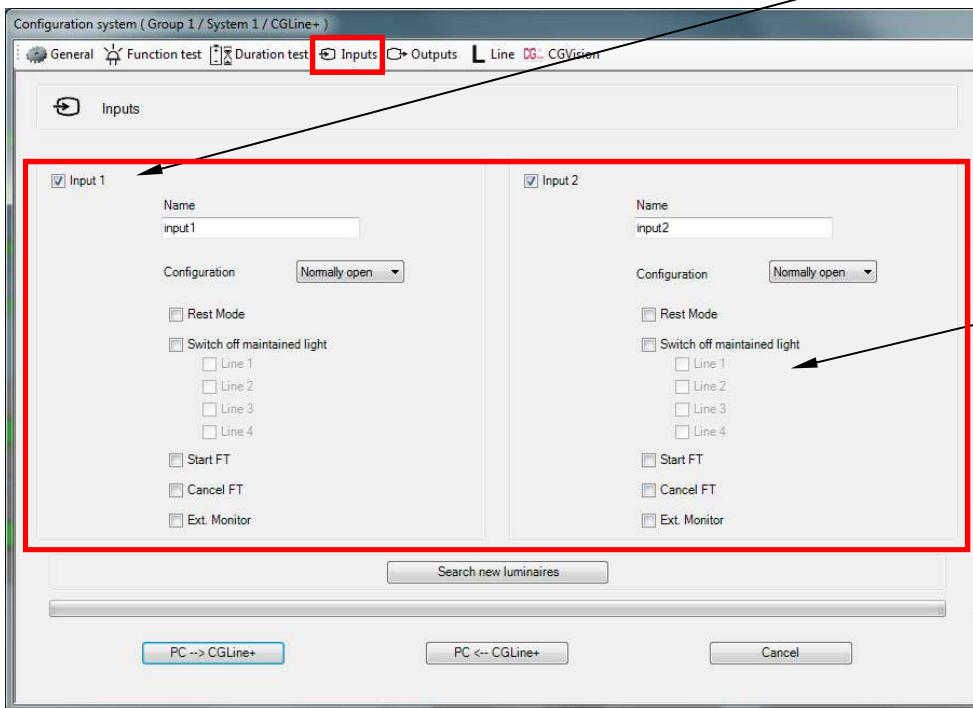 Configuration system ( Group 1 / System 1 / CGLine+ )
General Function test Duration test Inputs Outputs Line CGVision
Inputs
Input 1
Name
input1
Configuration Normally open
Rest Mode
Switch off maintained light
Line 1
Line 2
Line 3
Line 4
Start FT
Cancel FT
Ext. Monitor
Input 2
Name
input2
Configuration Normally open
Rest Mode
Switch off maintained light
Line 1
Line 2
Line 3
Line 4
Start FT
Cancel FT
Ext. Monitor
Search new luminaires
PC --> CGLine+ PC <-- CGLine+ Cancel